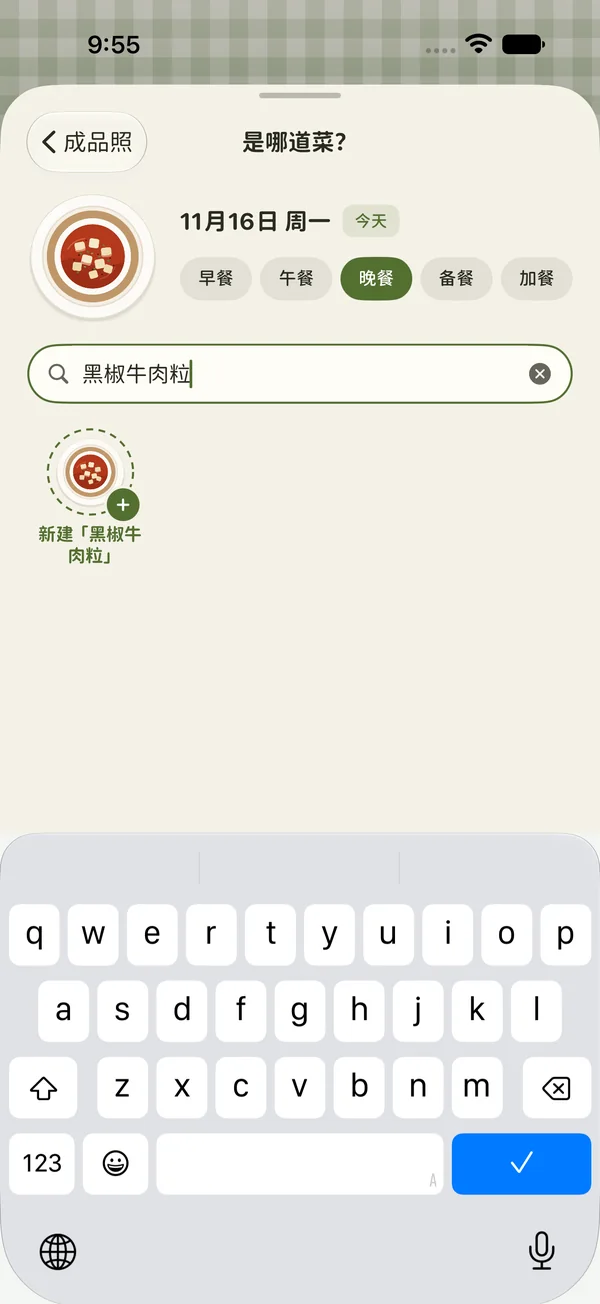 9:55
成品照
是哪道菜？
11月16日 周一 今天
早餐 午餐 晚餐 备餐 加餐
黑椒牛肉粒
新建「黑椒牛
肉粒」
q w e r t y u i o p
a s d f g h j k l
z x c v b n m
123
A